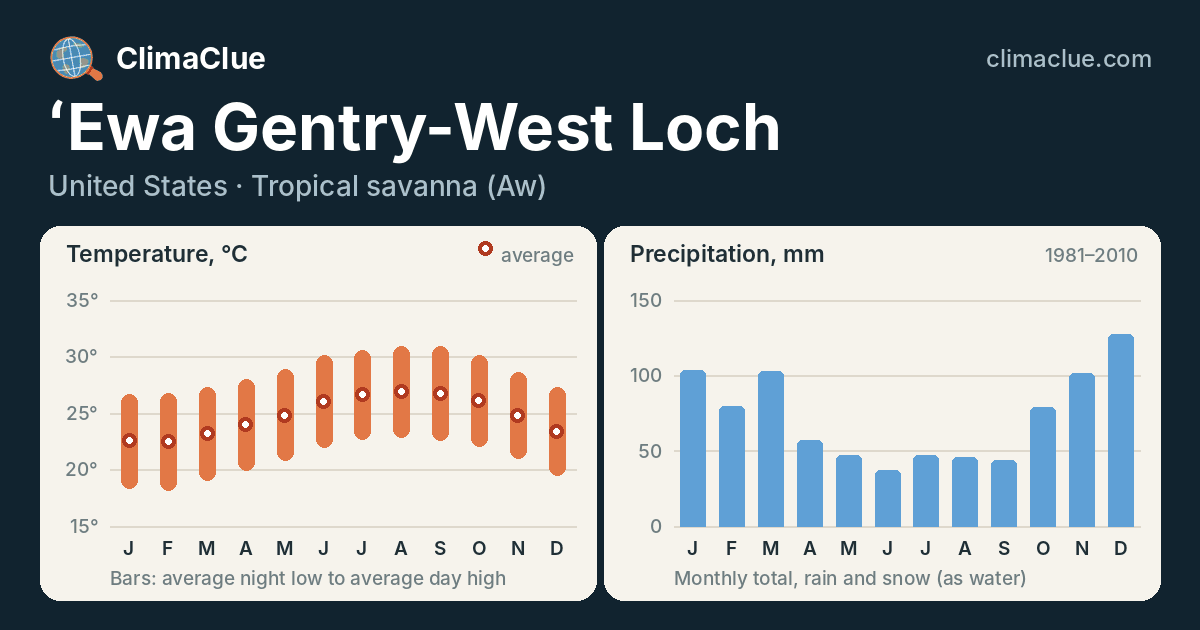 ClimaClue
climaclue.com
ʻEwa Gentry-West Loch
United States · Tropical savanna (Aw)
Temperature, °C
average
35°
30°
25°
20°
15°
J F M A M J J A S O N D
Bars: average night low to average day high
Precipitation, mm
1981–2010
150
100
50
0
J F M A M J J A S O N D
Monthly total, rain and snow (as water)